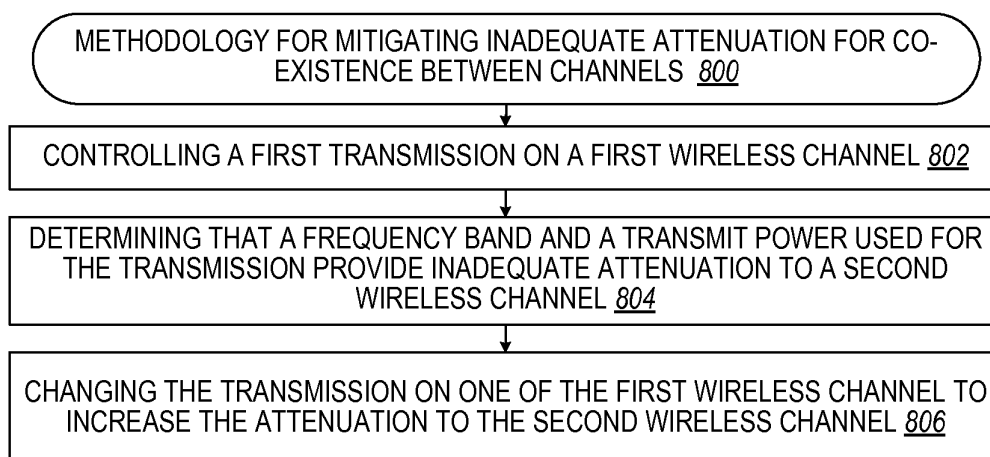 METHODOLOGY FOR MITIGATING INADEQUATE ATTENUATION FOR CO-
EXISTENCE BETWEEN CHANNELS 800
CONTROLLING A FIRST TRANSMISSION ON A FIRST WIRELESS CHANNEL 802
DETERMINING THAT A FREQUENCY BAND AND A TRANSMIT POWER USED FOR
THE TRANSMISSION PROVIDE INADEQUATE ATTENUATION TO A SECOND
WIRELESS CHANNEL 804
CHANGING THE TRANSMISSION ON ONE OF THE FIRST WIRELESS CHANNEL TO
INCREASE THE ATTENUATION TO THE SECOND WIRELESS CHANNEL 806